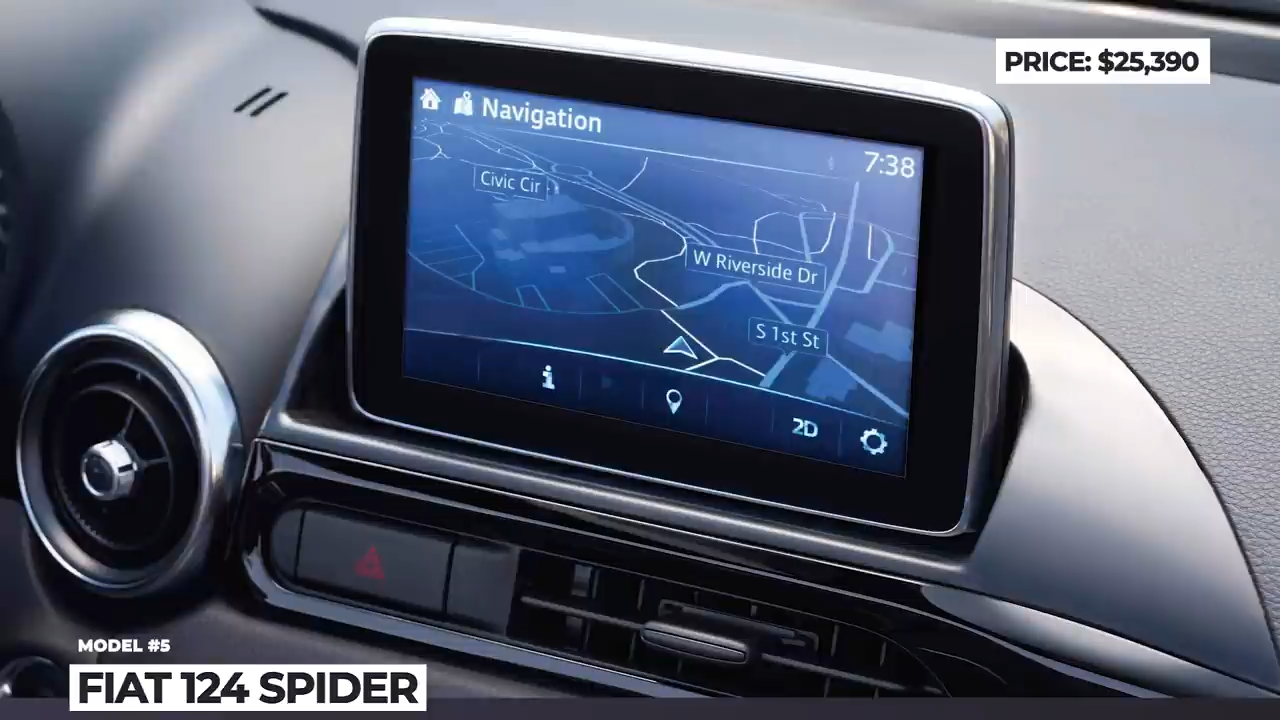 PRICE: $25,390
Navigation
7:38
Civic Cir
W Riverside Dr
S 1st St
2D
MODEL #5
FIAT 124 SPIDER